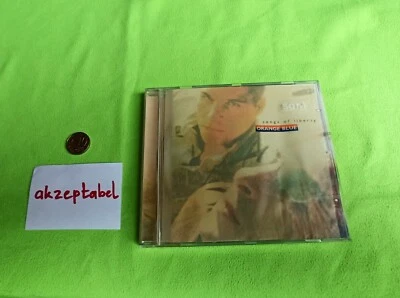 songs of liberty
ORANGE BLUE
akzeptabel